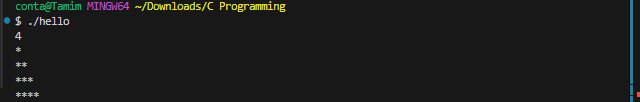 conta@Tamim MINGW64 ~/Downloads/C Programming
$ ./hello
4
*
**
***
****